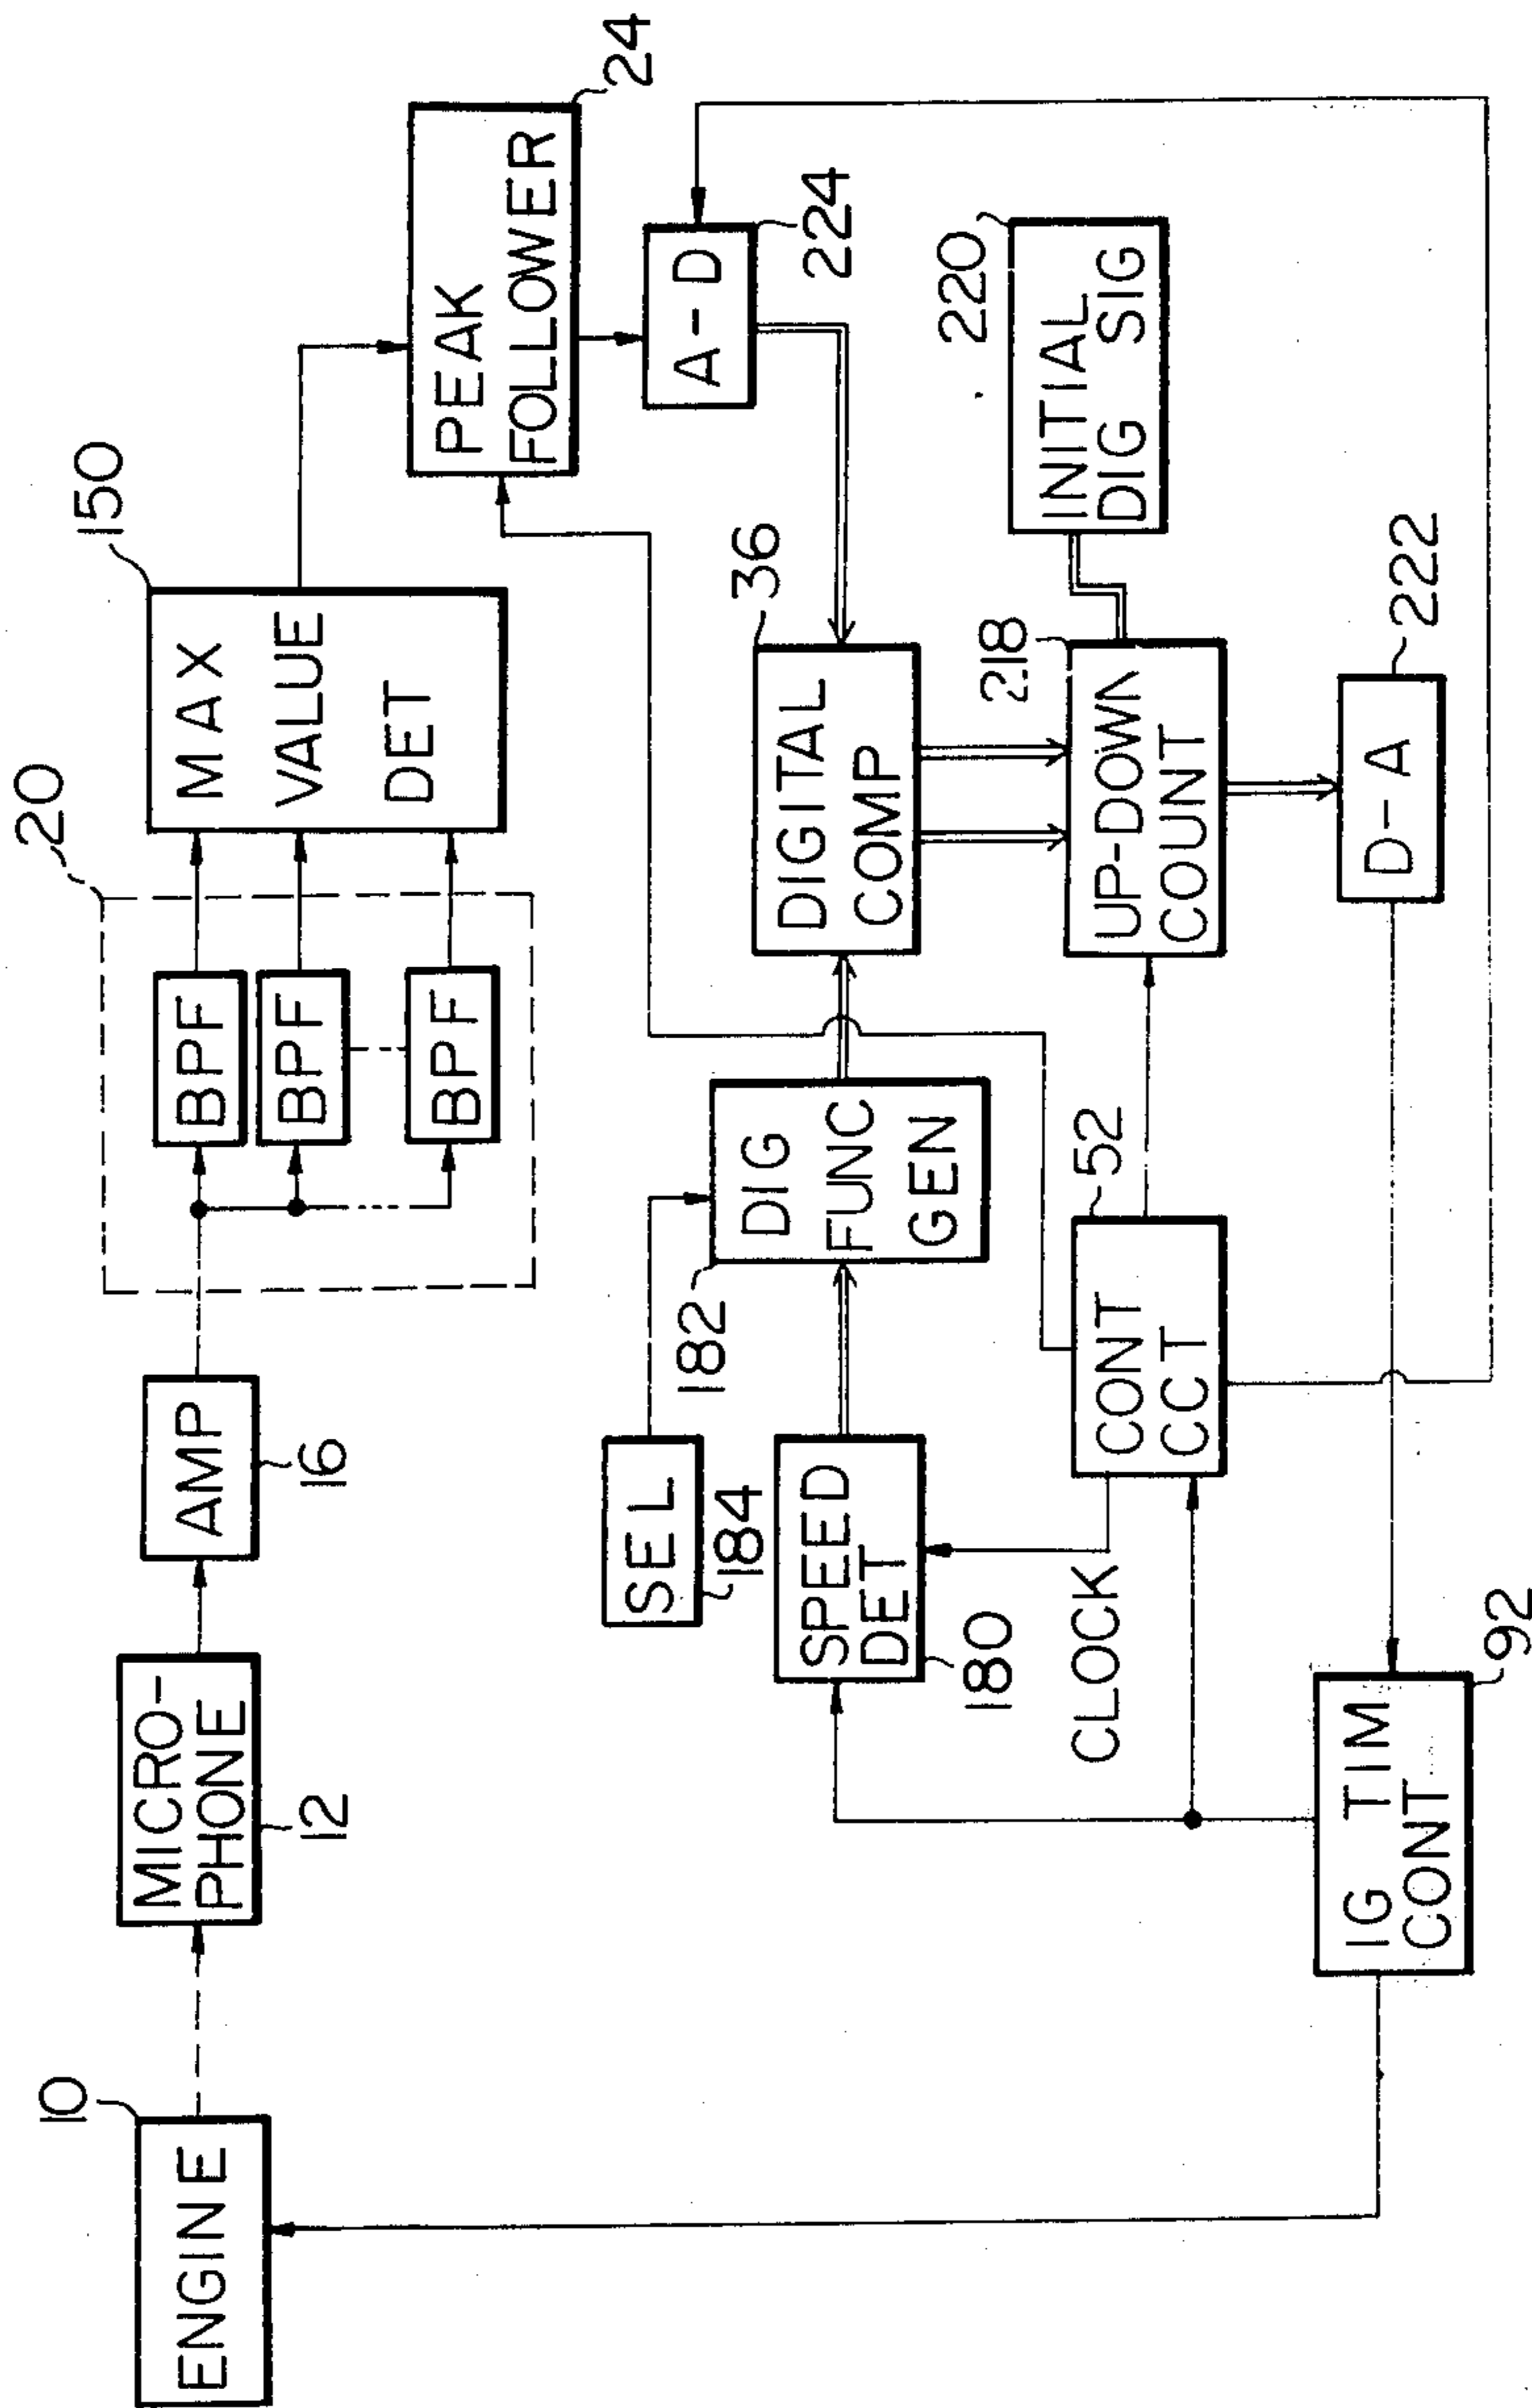 10
ENGINE
MICRO-
PHONE
12
AMP
16
20
BPF
BPF
BPF
150
MAX
VALUE
DET
PEAK
FOLLOWER
24
A-D
224
SEL
184
182
DIG
FUNC
GEN
SPEED
DET
180
36
DIGITAL
COMP
220
INITIAL
DIG SIG
CLOCK
CONT
CCT
52
218
UP-DOWN
COUNT
D-A
222
IG TIM
CONT
92